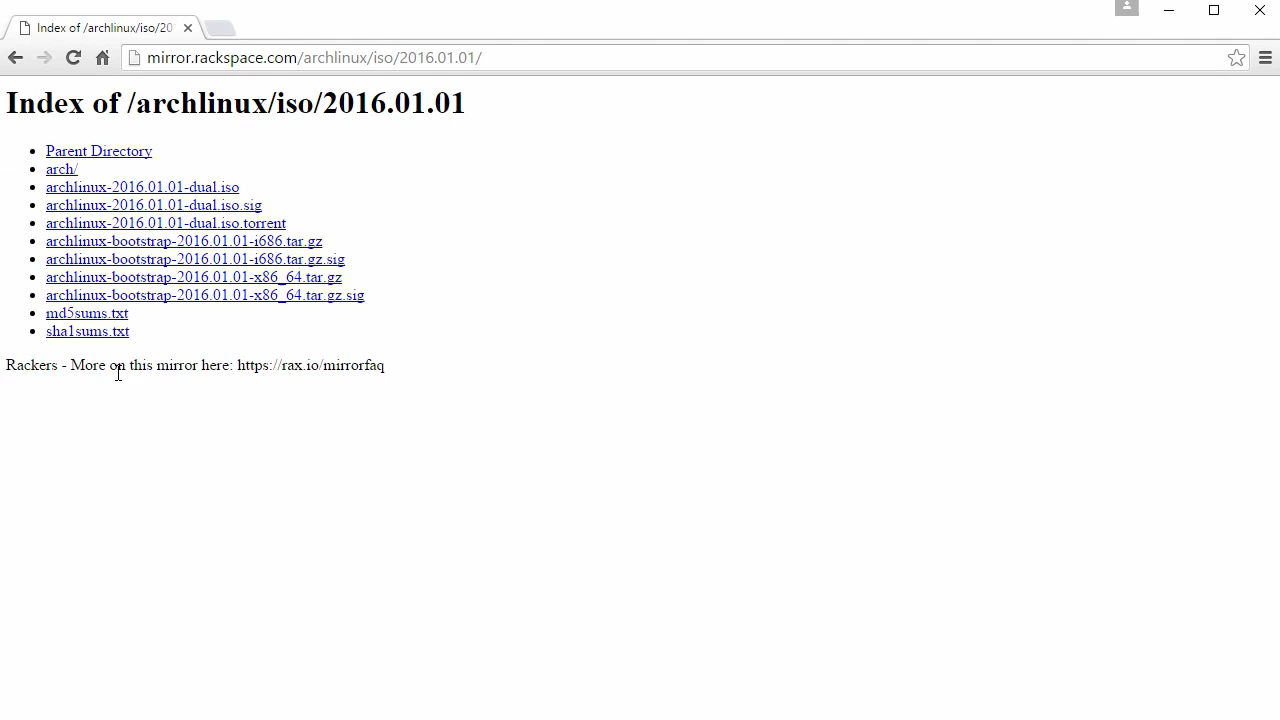 Index of /archlinux/iso/20
mirror.rackspace.com/archlinux/iso/2016.01.01/
Index of /archlinux/iso/2016.01.01
Parent Directory
arch/
archlinux-2016.01.01-dual.iso
archlinux-2016.01.01-dual.iso.sig
archlinux-2016.01.01-dual.iso.torrent
archlinux-bootstrap-2016.01.01-i686.tar.gz
archlinux-bootstrap-2016.01.01-i686.tar.gz.sig
archlinux-bootstrap-2016.01.01-x86_64.tar.gz
archlinux-bootstrap-2016.01.01-x86_64.tar.gz.sig
md5sums.txt
sha1sums.txt
Rackers - More on this mirror here: https://rax.io/mirrorfaq